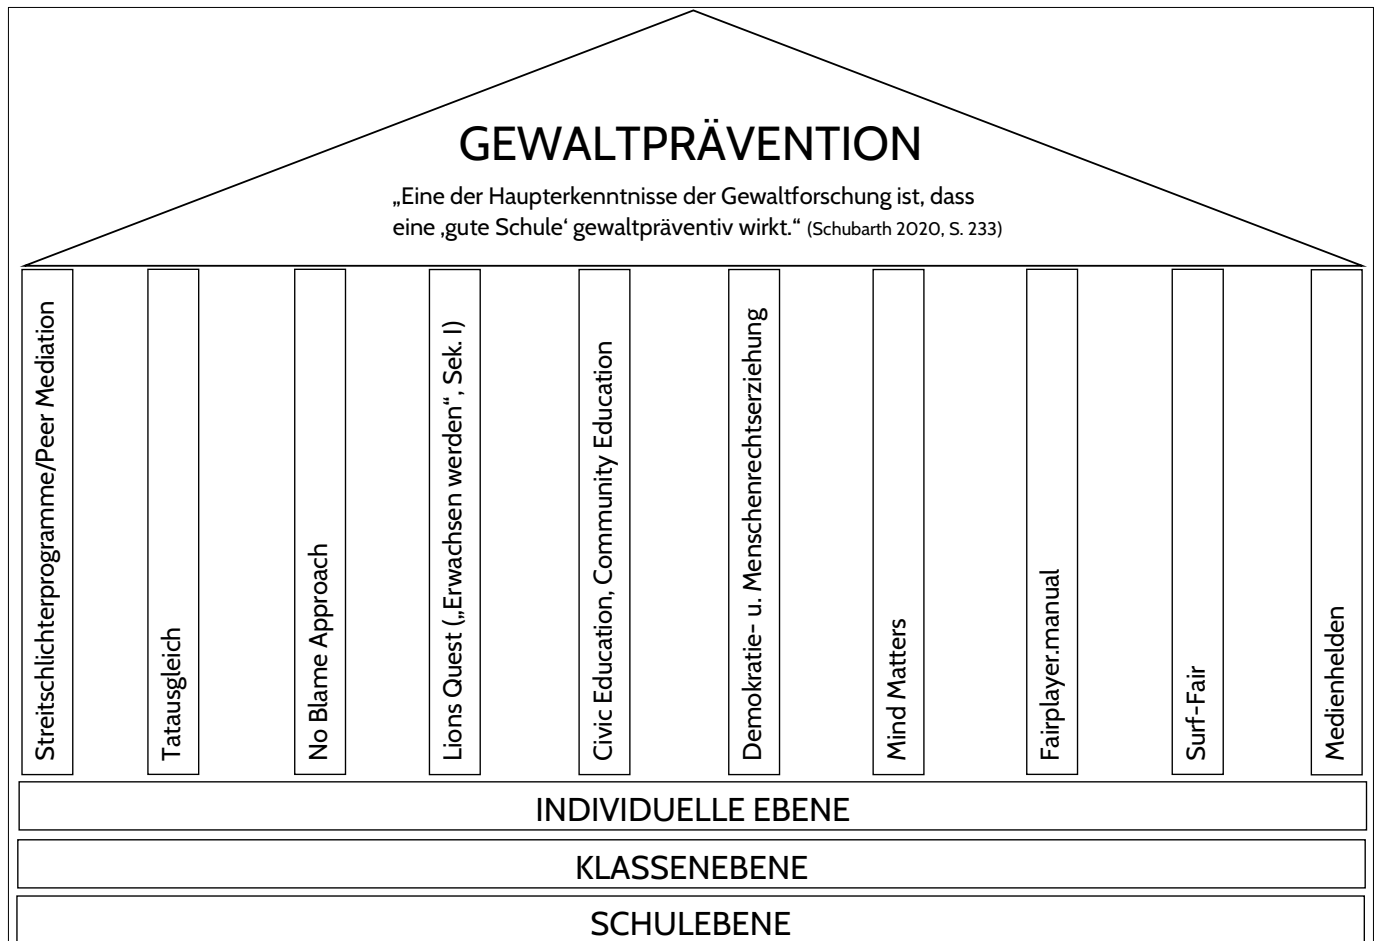 GEWALTPRÄVENTION
„Eine der Haupterkenntnisse der Gewaltforschung ist, dass
eine ‚gute Schule‘ gewaltpräventiv wirkt.“ (Schubarth 2020, S. 233)
Streitschlichterprogramme/Peer Mediation
Tatausgleich
No Blame Approach
Lions Quest („Erwachsen werden“, Sek. I)
Civic Education, Community Education
Demokratie- u. Menschenrechtserziehung
Mind Matters
Fairplayer.manual
Surf-Fair
Medienhelden
INDIVIDUELLE EBENE
KLASSENEBENE
SCHULEBENE